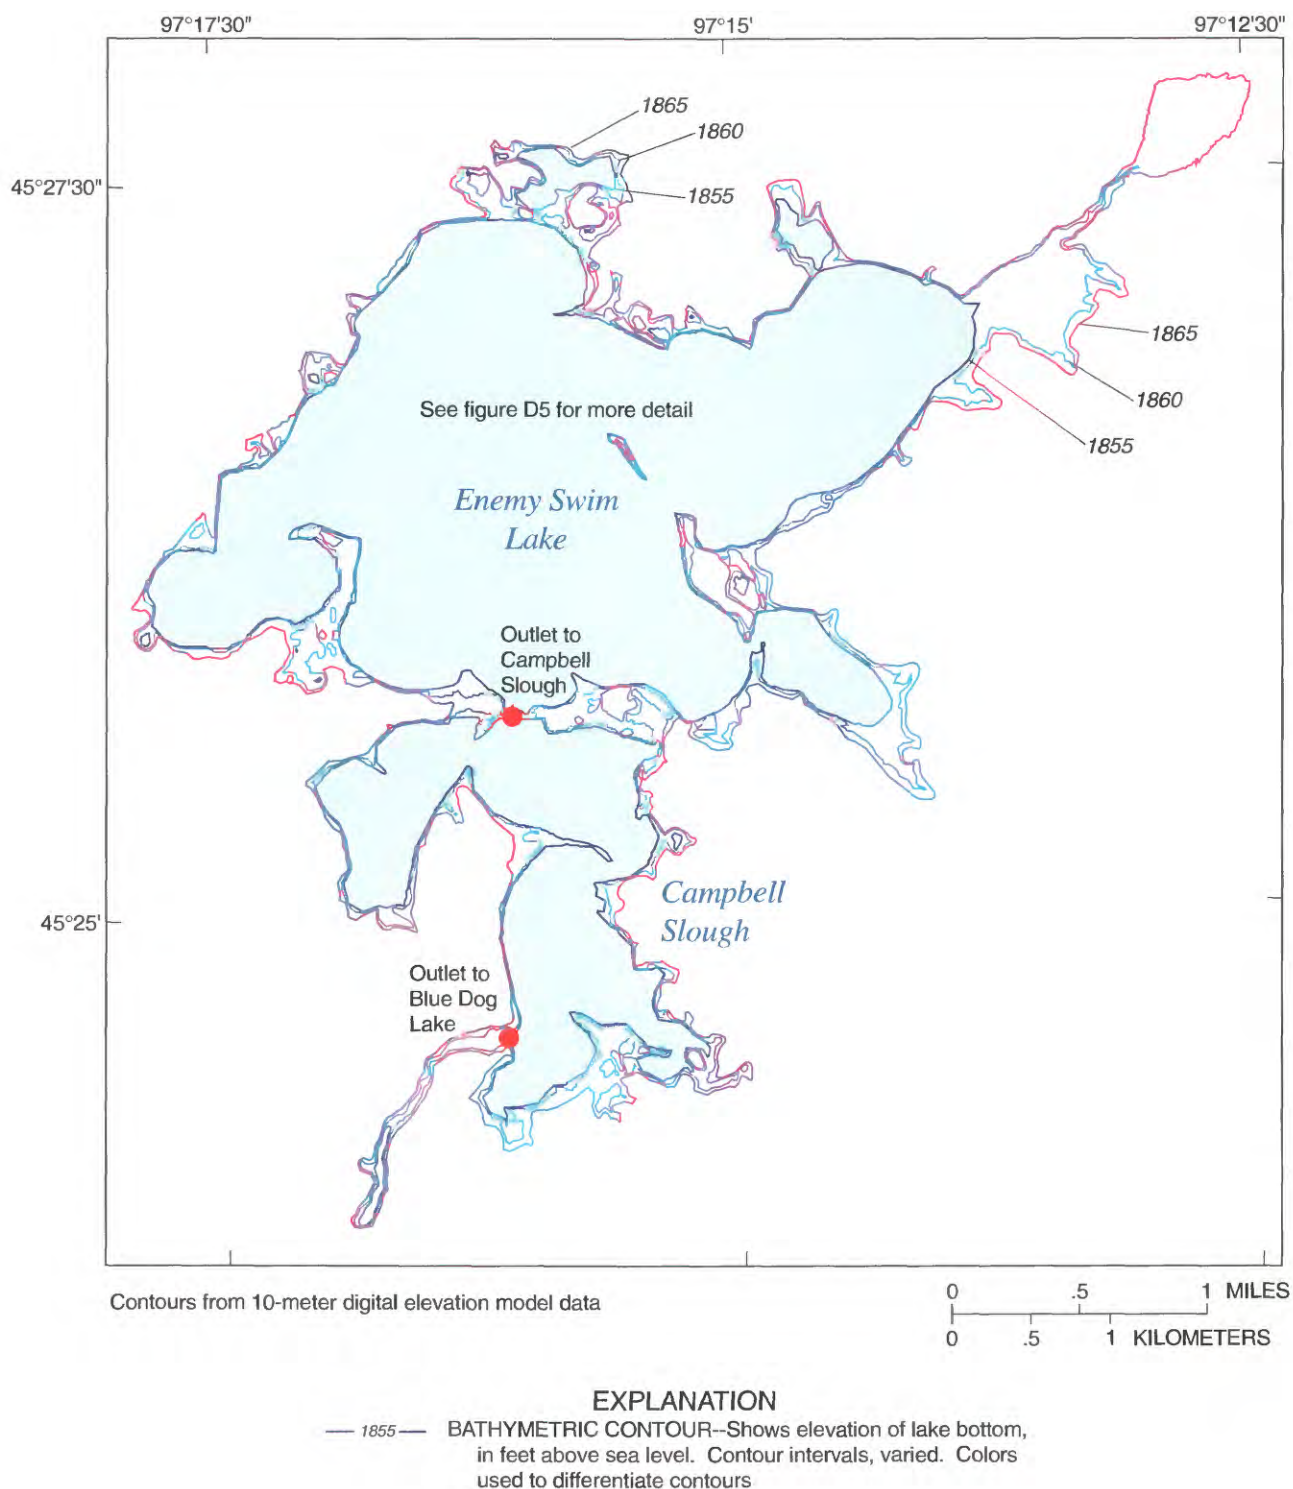 97°17'30"
97°15'
97°12'30"
1865
1860
1855
45°27'30"
1865
1860
1855
See figure D5 for more detail
Enemy Swim
Lake
Outlet to
Campbell
Slough
Campbell
Slough
45°25'
Outlet to
Blue Dog
Lake
Contours from 10-meter digital elevation model data
0 .5 1 MILES
0 .5 1 KILOMETERS
EXPLANATION
1855 BATHYMETRIC CONTOUR--Shows elevation of lake bottom,
in feet above sea level. Contour intervals, varied. Colors
used to differentiate contours